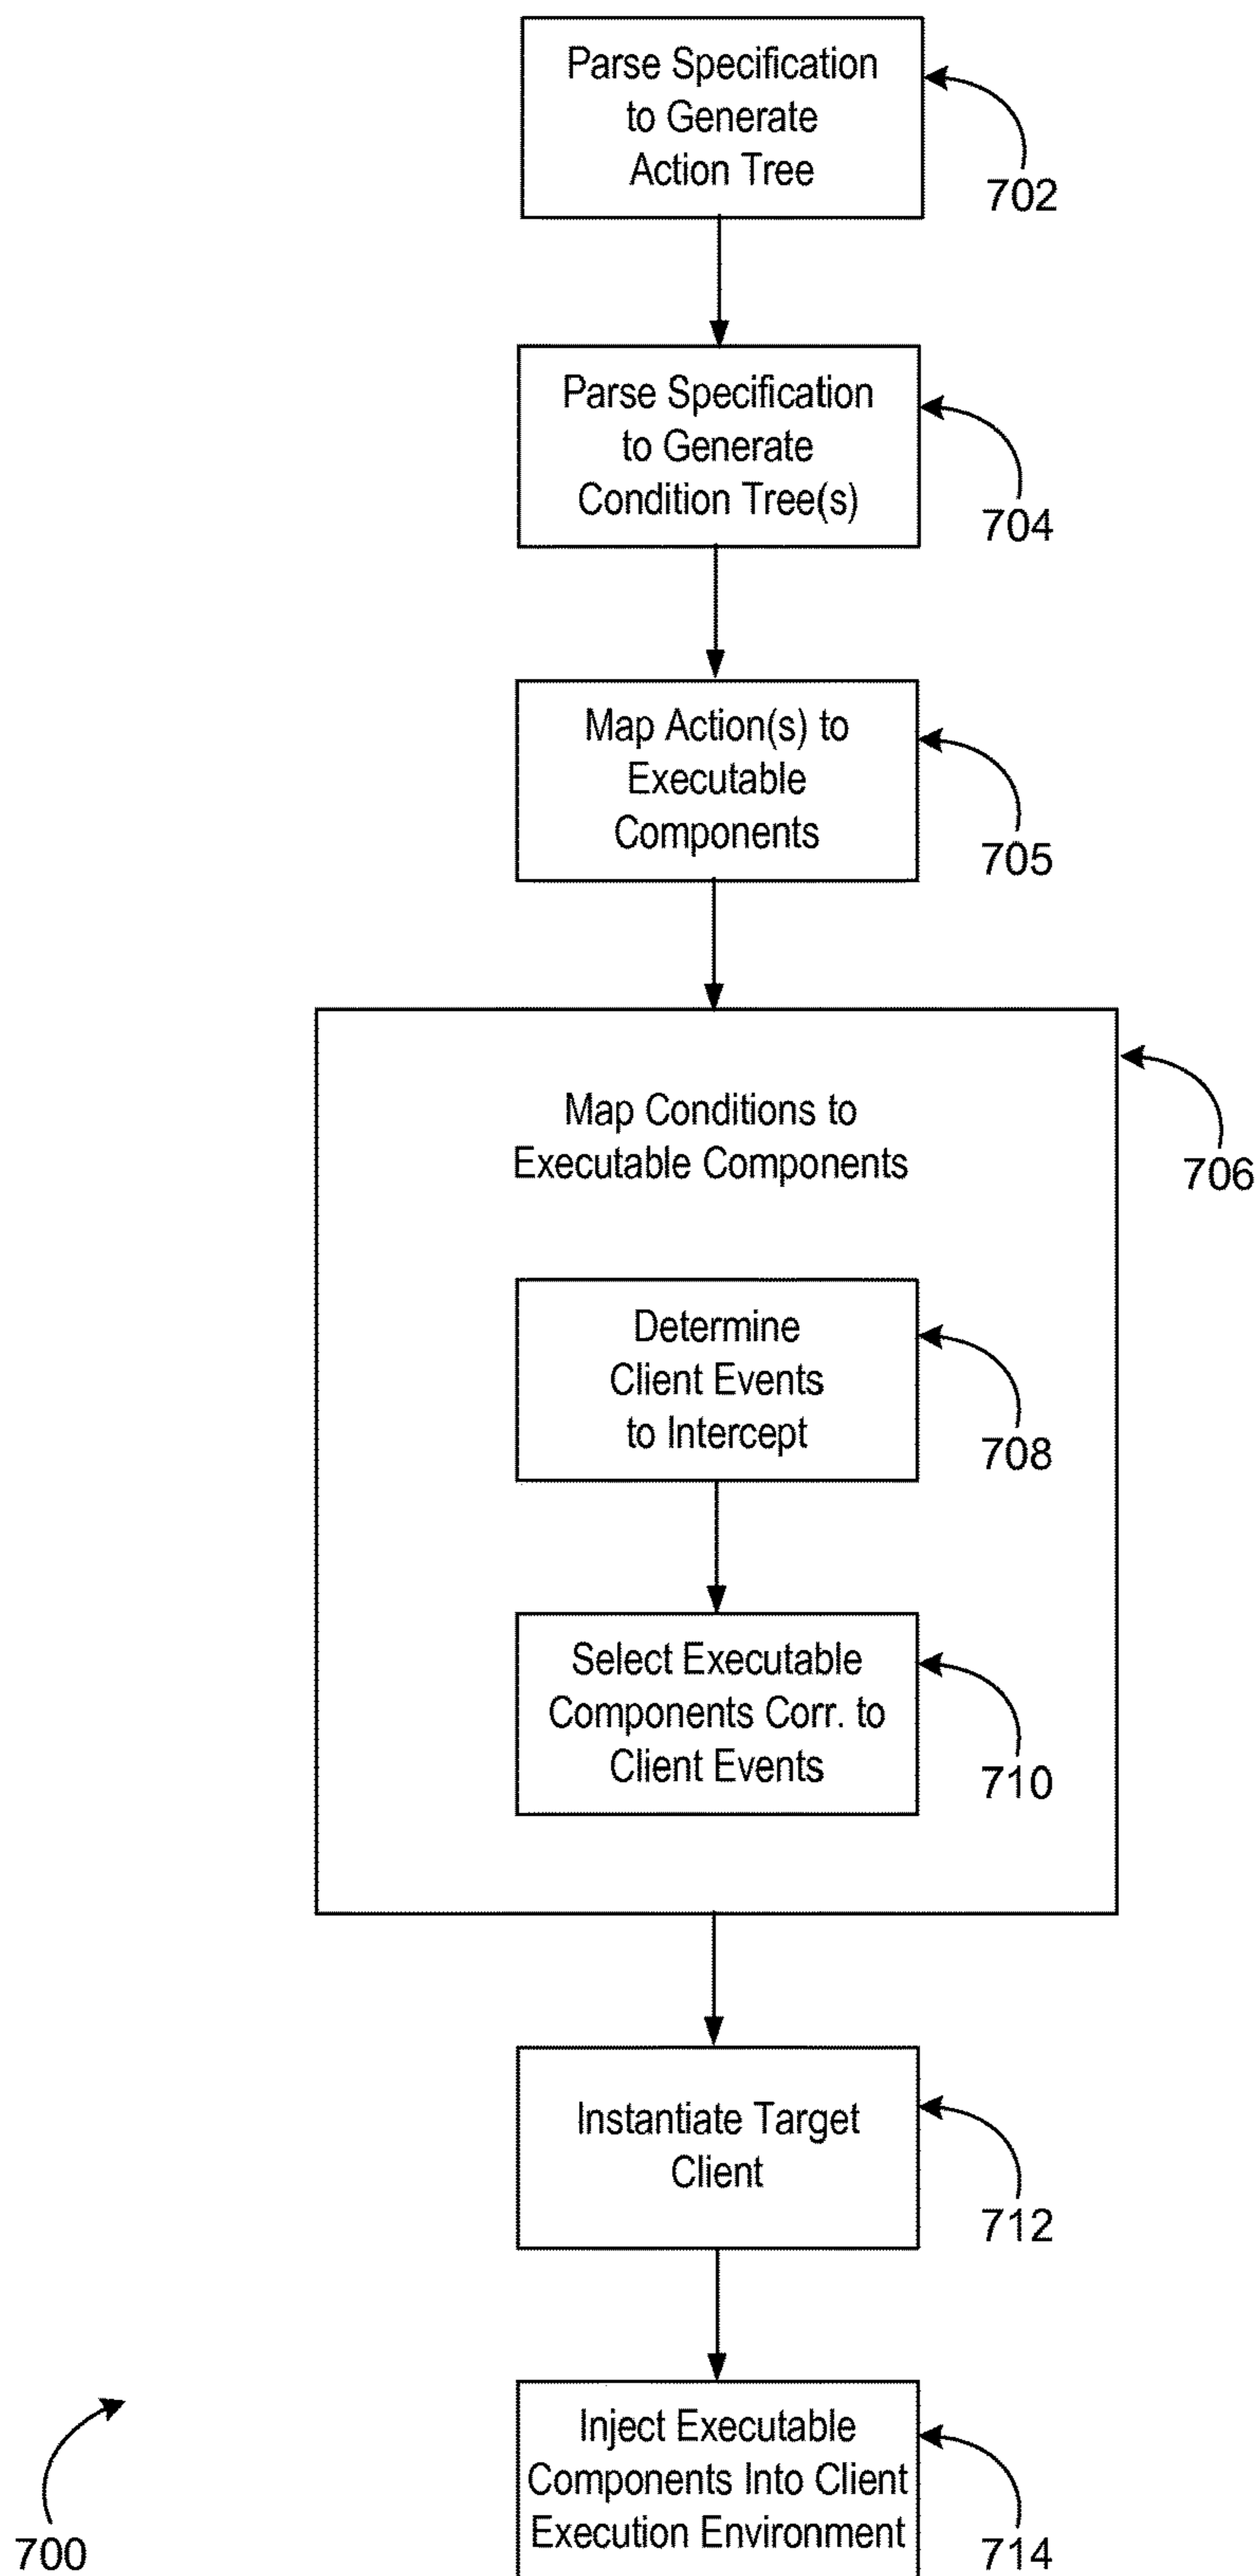 Parse Specification
to Generate
Action Tree
702
Parse Specification
to Generate
Condition Tree(s)
704
Map Action(s) to
Executable
Components
705
Map Conditions to
Executable Components
706
Determine
Client Events
to Intercept
708
Select Executable
Components Corr. to
Client Events
710
Instantiate Target
Client
712
Inject Executable
Components Into Client
Execution Environment
714
700